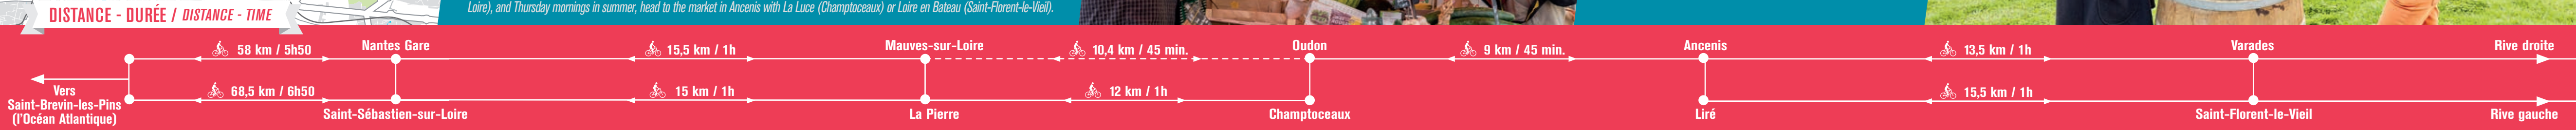 Loire), and Thursday mornings in summer, head to the market in Ancenis with La Luce (Champtoceaux) or Loire en Bateau (Saint-Florent-le-Vieil).
DISTANCE - DURÉE / DISTANCE - TIME
58 km / 5h50
Nantes Gare
15,5 km / 1h
Mauves-sur-Loire
10,4 km / 45 min.
Oudon
9 km / 45 min.
Ancenis
13,5 km / 1h
Varades
Rive droite
Vers
Saint-Brevin-les-Pins
(l'Océan Atlantique)
68,5 km / 6h50
Saint-Sébastien-sur-Loire
15 km / 1h
La Pierre
12 km / 1h
Champtoceaux
Liré
15,5 km / 1h
Saint-Florent-le-Vieil
Rive gauche